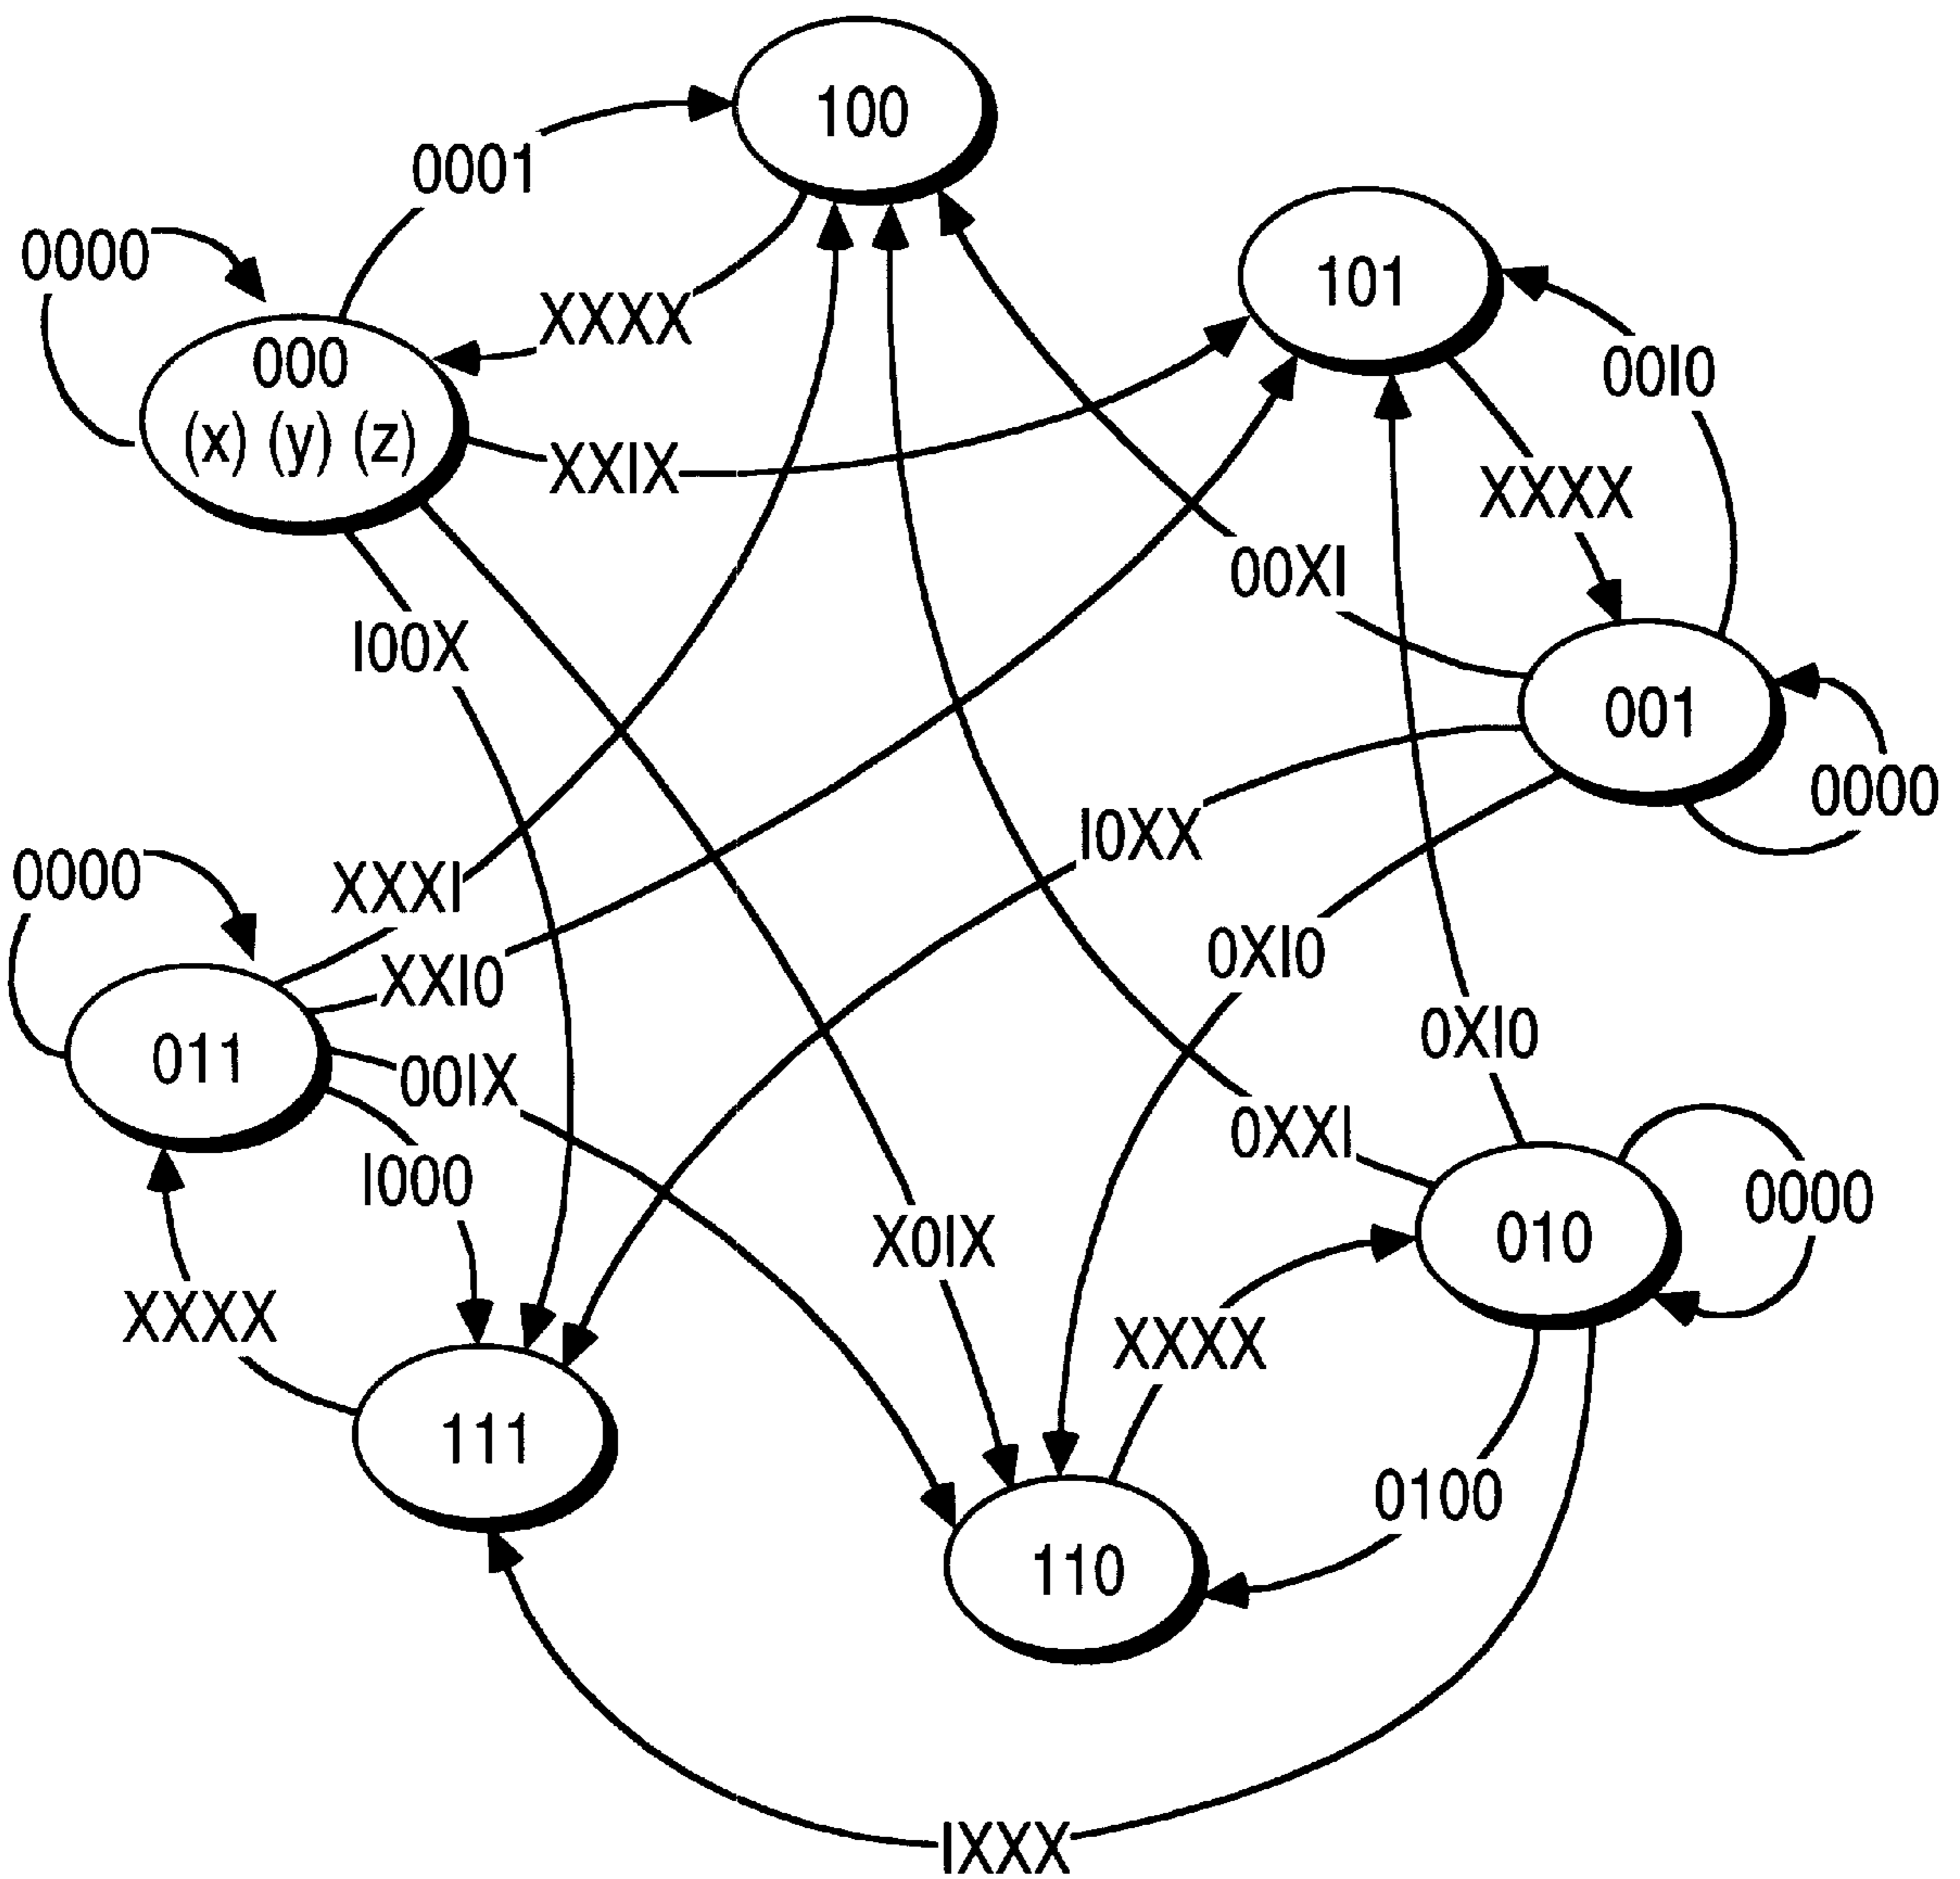 100
0001
101
0000
XXXX
000
(x) (y) (z)
00I0
XXIX
XXXX
00XI
I00X
001
0000
I0XX
0000
XXXI
0XI0
XXI0
0XI0
011
00IX
0XXI
I000
0000
X0IX
010
XXXX
XXXX
111
0100
110
IXXX